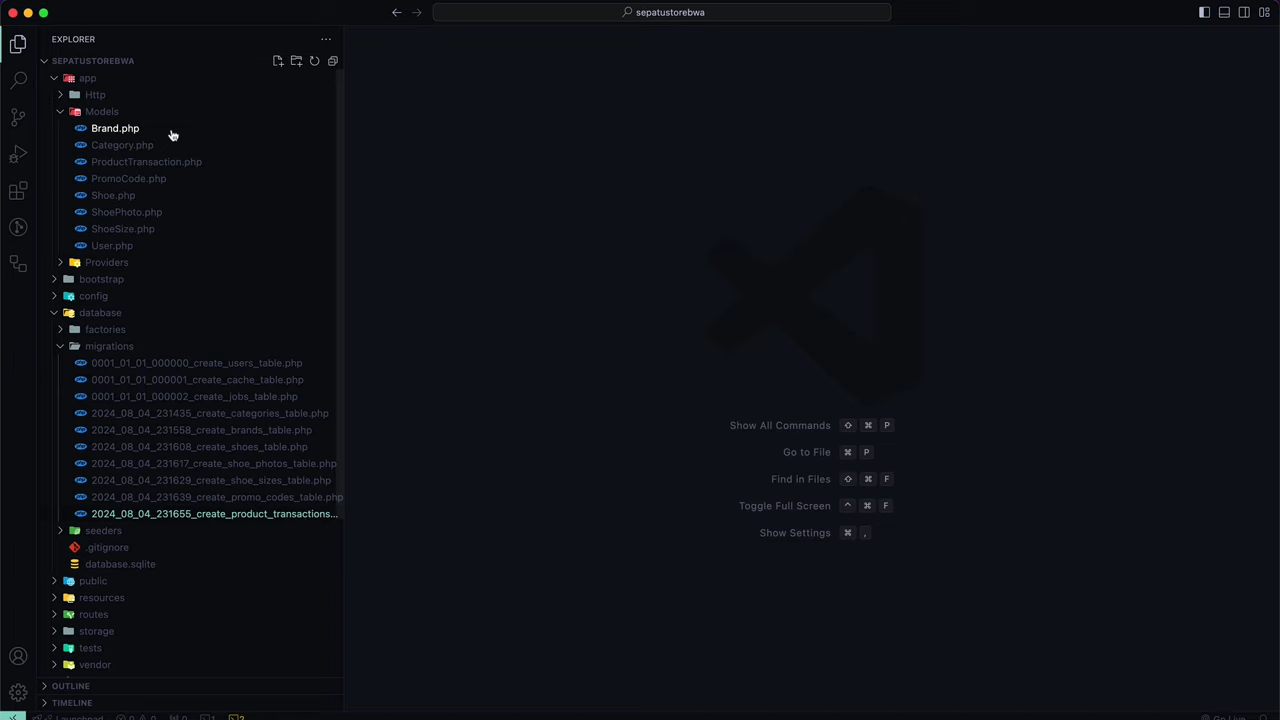 sepatustorebwa
EXPLORER
SEPATUSTOREBWA
app
Http
Models
Brand.php
Category.php
ProductTransaction.php
PromoCode.php
Shoe.php
ShoePhoto.php
ShoeSize.php
User.php
Providers
bootstrap
config
database
factories
migrations
0001_01_01_000000_create_users_table.php
0001_01_01_000001_create_cache_table.php
0001_01_01_000002_create_jobs_table.php
2024_08_04_231435_create_categories_table.php
2024_08_04_231558_create_brands_table.php
2024_08_04_231608_create_shoes_table.php
2024_08_04_231617_create_shoe_photos_table.php
2024_08_04_231629_create_shoe_sizes_table.php
2024_08_04_231639_create_promo_codes_table.php
2024_08_04_231655_create_product_transactions...
seeders
.gitignore
database.sqlite
public
resources
routes
storage
tests
vendor
OUTLINE
TIMELINE
Show All Commands ⇧ ⌘ P
Go to File ⌘ P
Find in Files ⇧ ⌘ F
Toggle Full Screen ^ ⌘ F
Show Settings ⌘ ,
Launchpad
Go Live